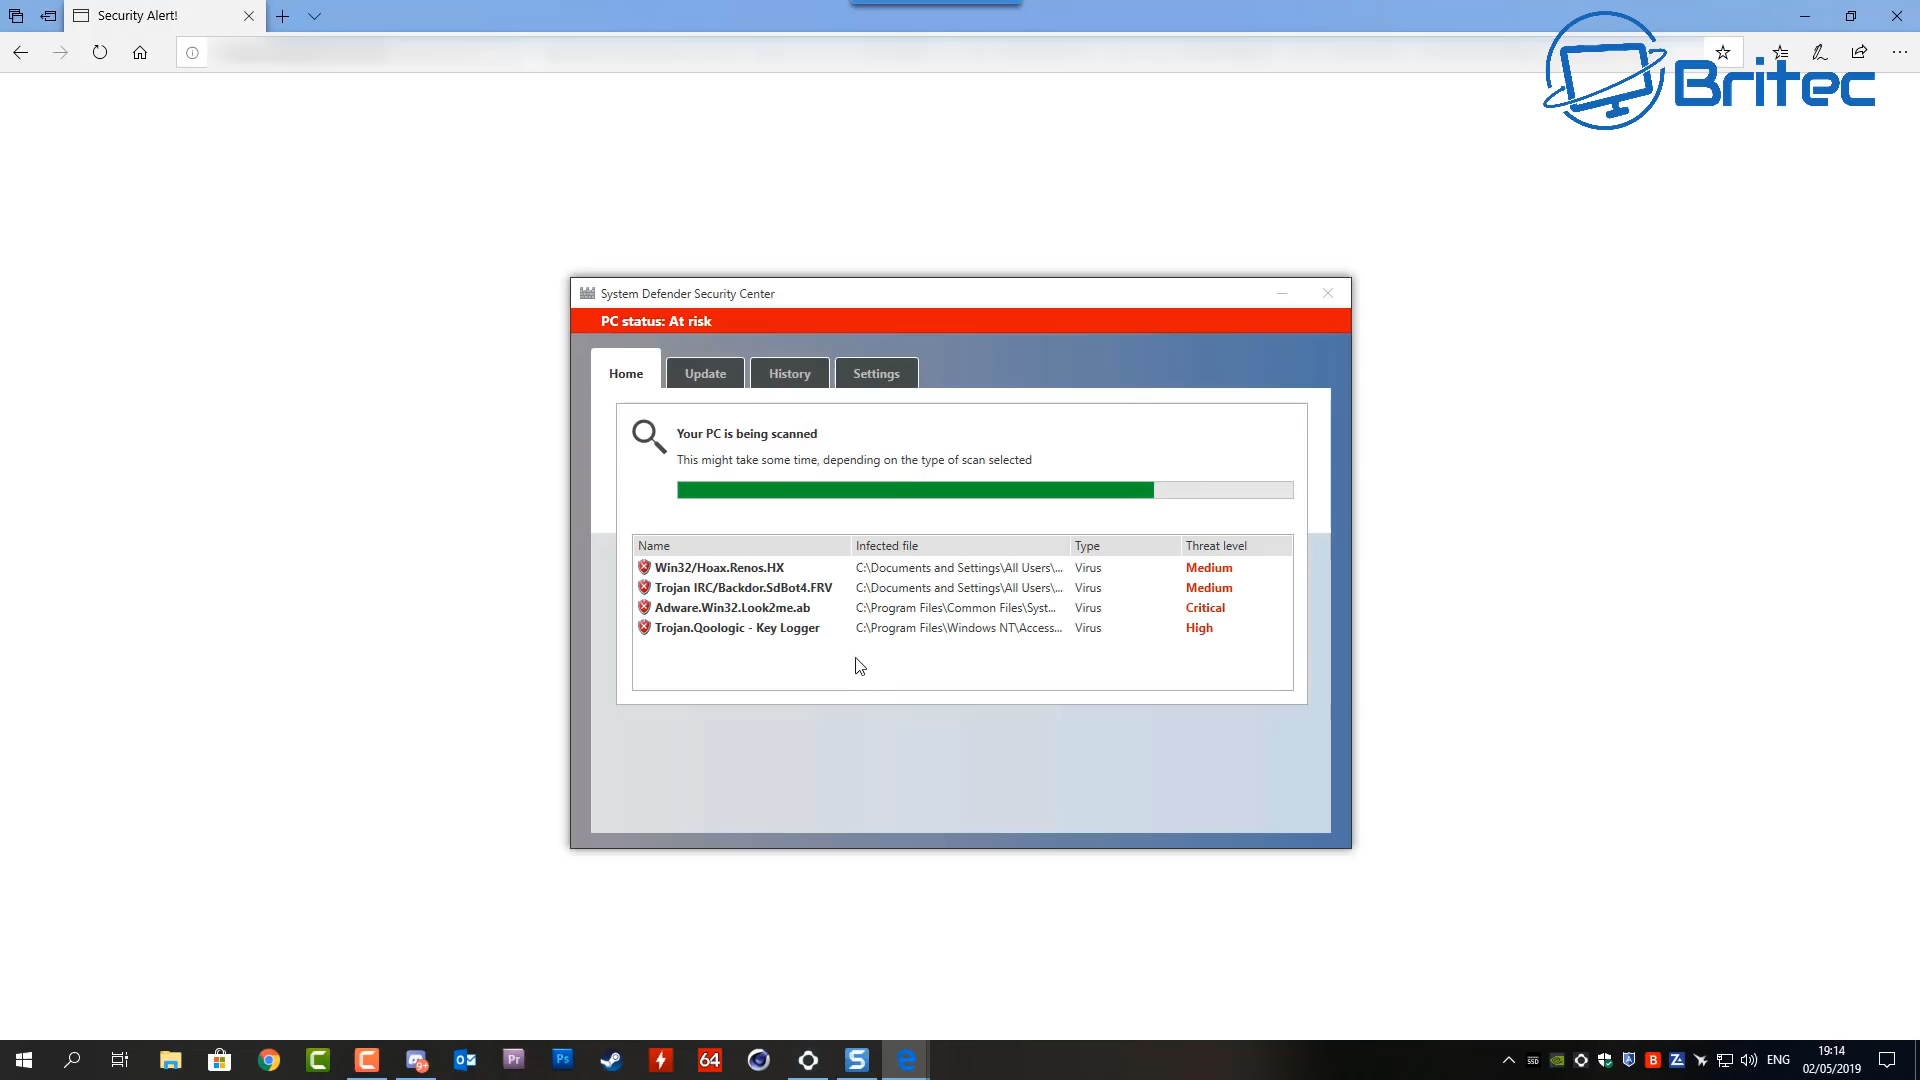 Security Alert!
Britec
System Defender Security Center
PC status: At risk
Home Update History Settings
Your PC is being scanned
This might take some time, depending on the type of scan selected
Name Infected file Type Threat level
Win32/Hoax.Renos.HX C:\Documents and Settings\All Users\... Virus Medium
Trojan IRC/Backdor.SdBot4.FRV C:\Documents and Settings\All Users\... Virus Medium
Adware.Win32.Look2me.ab C:\Program Files\Common Files\Syst... Virus Critical
Trojan.Qoologic - Key Logger C:\Program Files\Windows NT\Access... Virus High
9+ Pr Ps 64 S SSD B Z ENG 19:14
02/05/2019